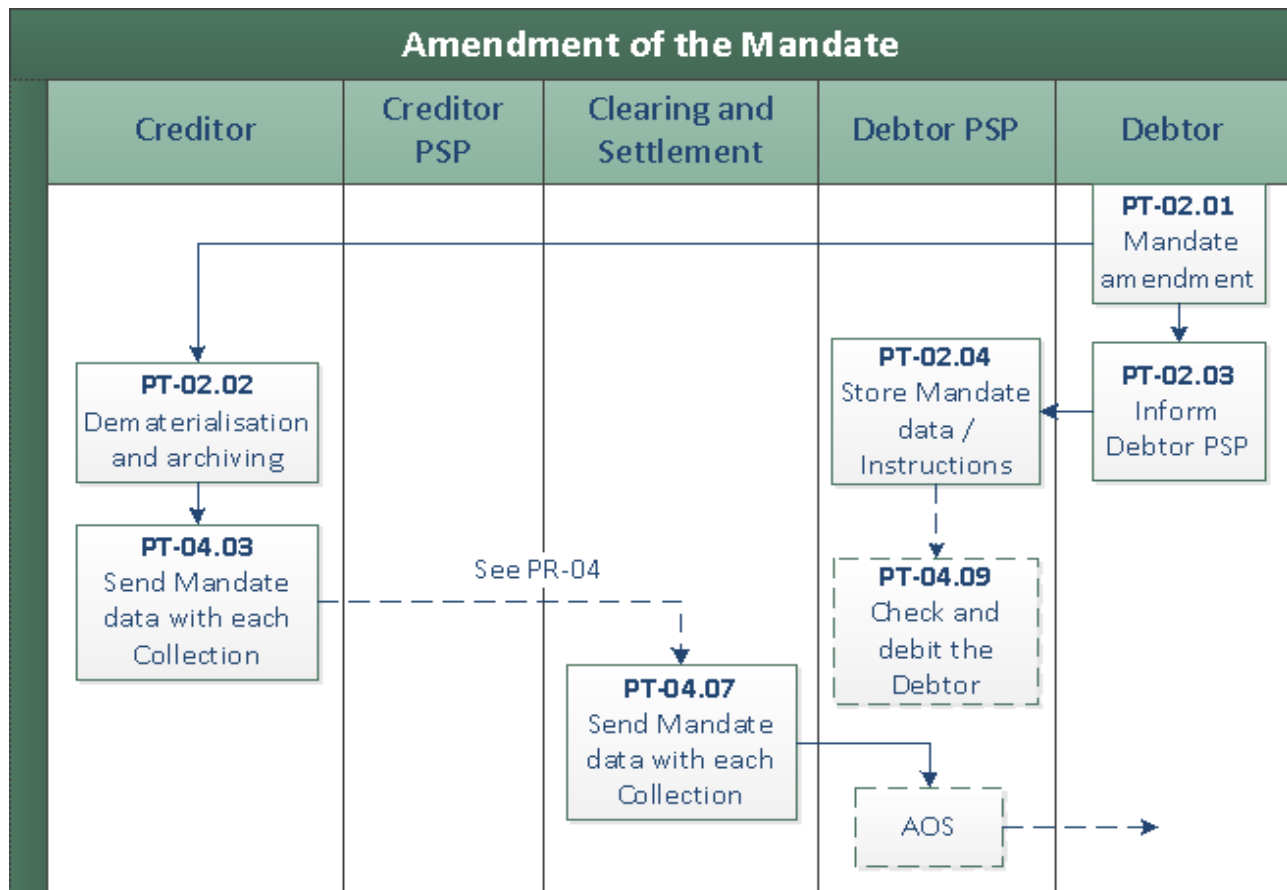 Amendment of the Mandate
Creditor
Creditor
PSP
Clearing and
Settlement
Debtor PSP
Debtor
PT-02.01
Mandate
amendment
PT-02.02
Dematerialisation
and archiving
PT-02.04
Store Mandate
data /
Instructions
PT-02.03
Inform
Debtor PSP
PT-04.03
Send Mandate
data with each
Collection
See PR-04
PT-04.09
Check and
debit the
Debtor
PT-04.07
Send Mandate
data with each
Collection
AOS